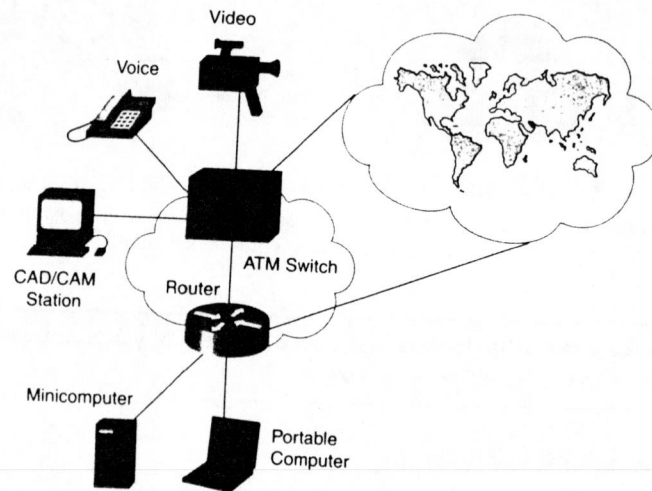 Video
Voice
ATM Switch
CAD/CAM
Station
Router
Minicomputer
Portable
Computer